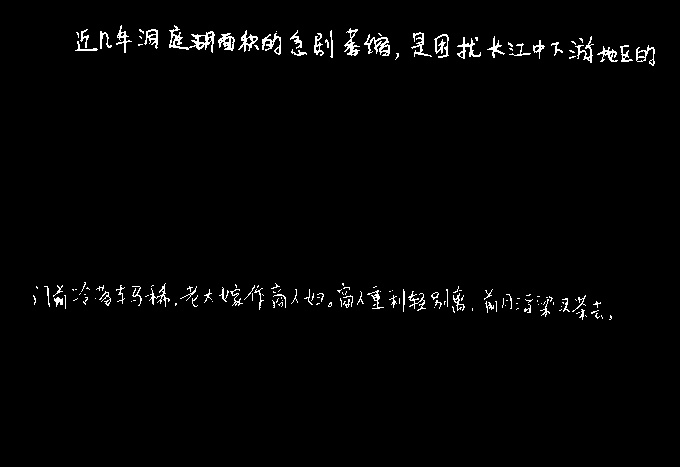 近几年洞庭湖面积的急剧萎缩,是困扰长江中下游地区的
门前冷落车马稀,老大嫁作商人妇。商人重利轻别离,前月浮梁又茶去,